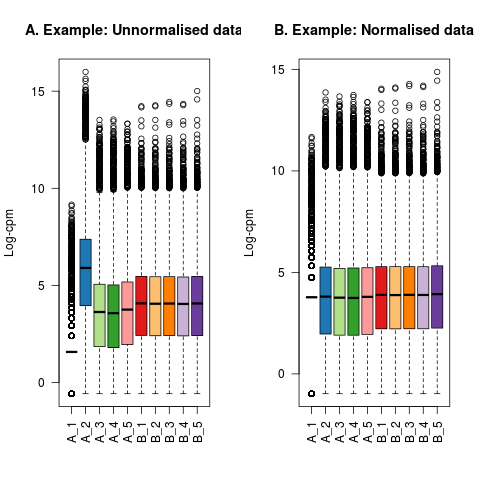 A. Example: Unnormalised data
B. Example: Normalised data
Log-cpm
15
10
5
0
A_1
A_2
A_3
A_4
A_5
B_1
B_2
B_3
B_4
B_5
Log-cpm
15
10
5
0
A_1
A_2
A_3
A_4
A_5
B_1
B_2
B_3
B_4
B_5